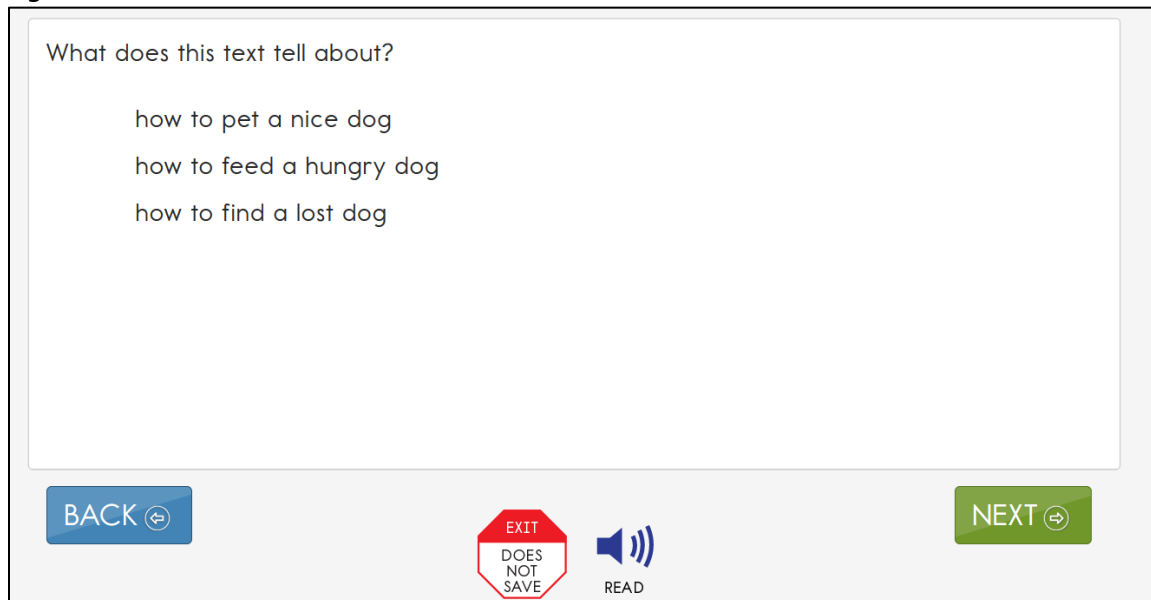 What does this text tell about?
how to pet a nice dog
how to feed a hungry dog
how to find a lost dog
BACK
NEXT
EXIT
DOES
NOT
SAVE
READ